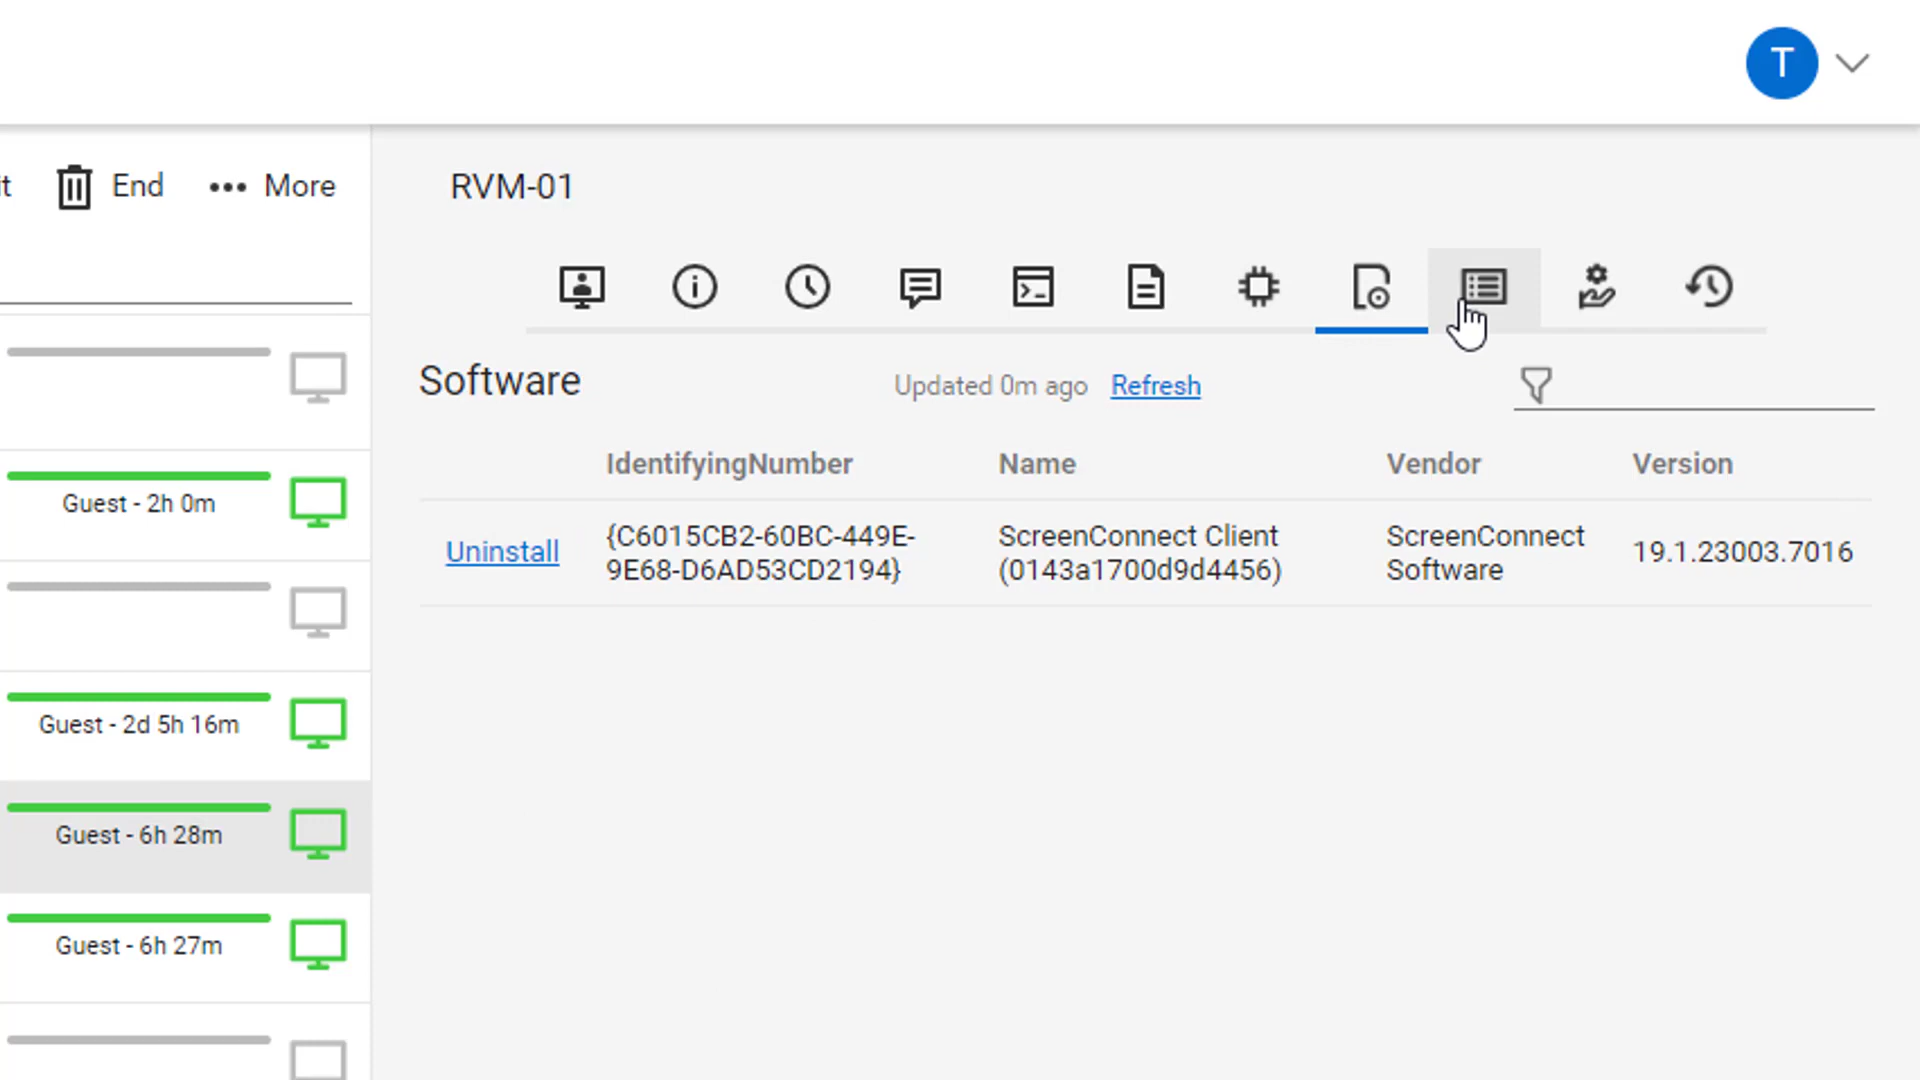 T
it
End
More
RVM-01
Software
Updated 0m ago
Refresh
IdentifyingNumber
Name
Vendor
Version
Uninstall
{C6015CB2-60BC-449E-
9E68-D6AD53CD2194}
ScreenConnect Client
(0143a1700d9d4456)
ScreenConnect
Software
19.1.23003.7016
Guest - 2h 0m
Guest - 2d 5h 16m
Guest - 6h 28m
Guest - 6h 27m